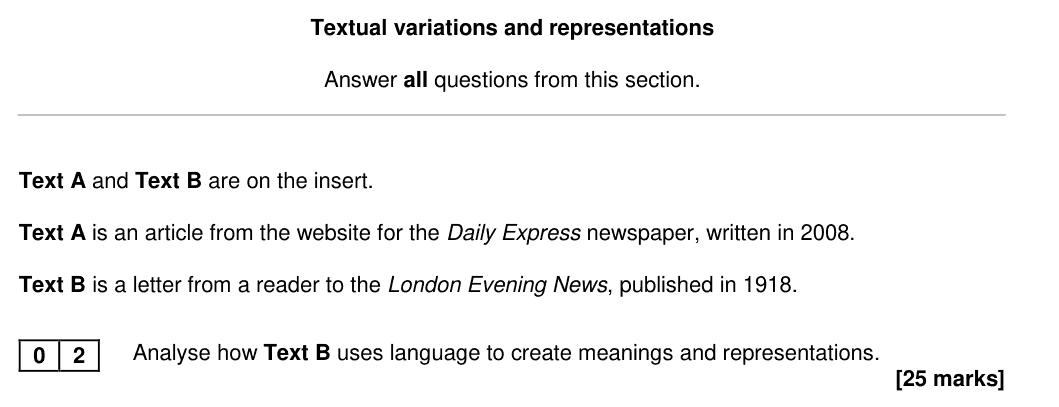 Textual variations and representations
Answer all questions from this section.
Text A and Text B are on the insert.
Text A is an article from the website for the Daily Express newspaper, written in 2008.
Text B is a letter from a reader to the London Evening News, published in 1918.
0 2 Analyse how Text B uses language to create meanings and representations.
[25 marks]